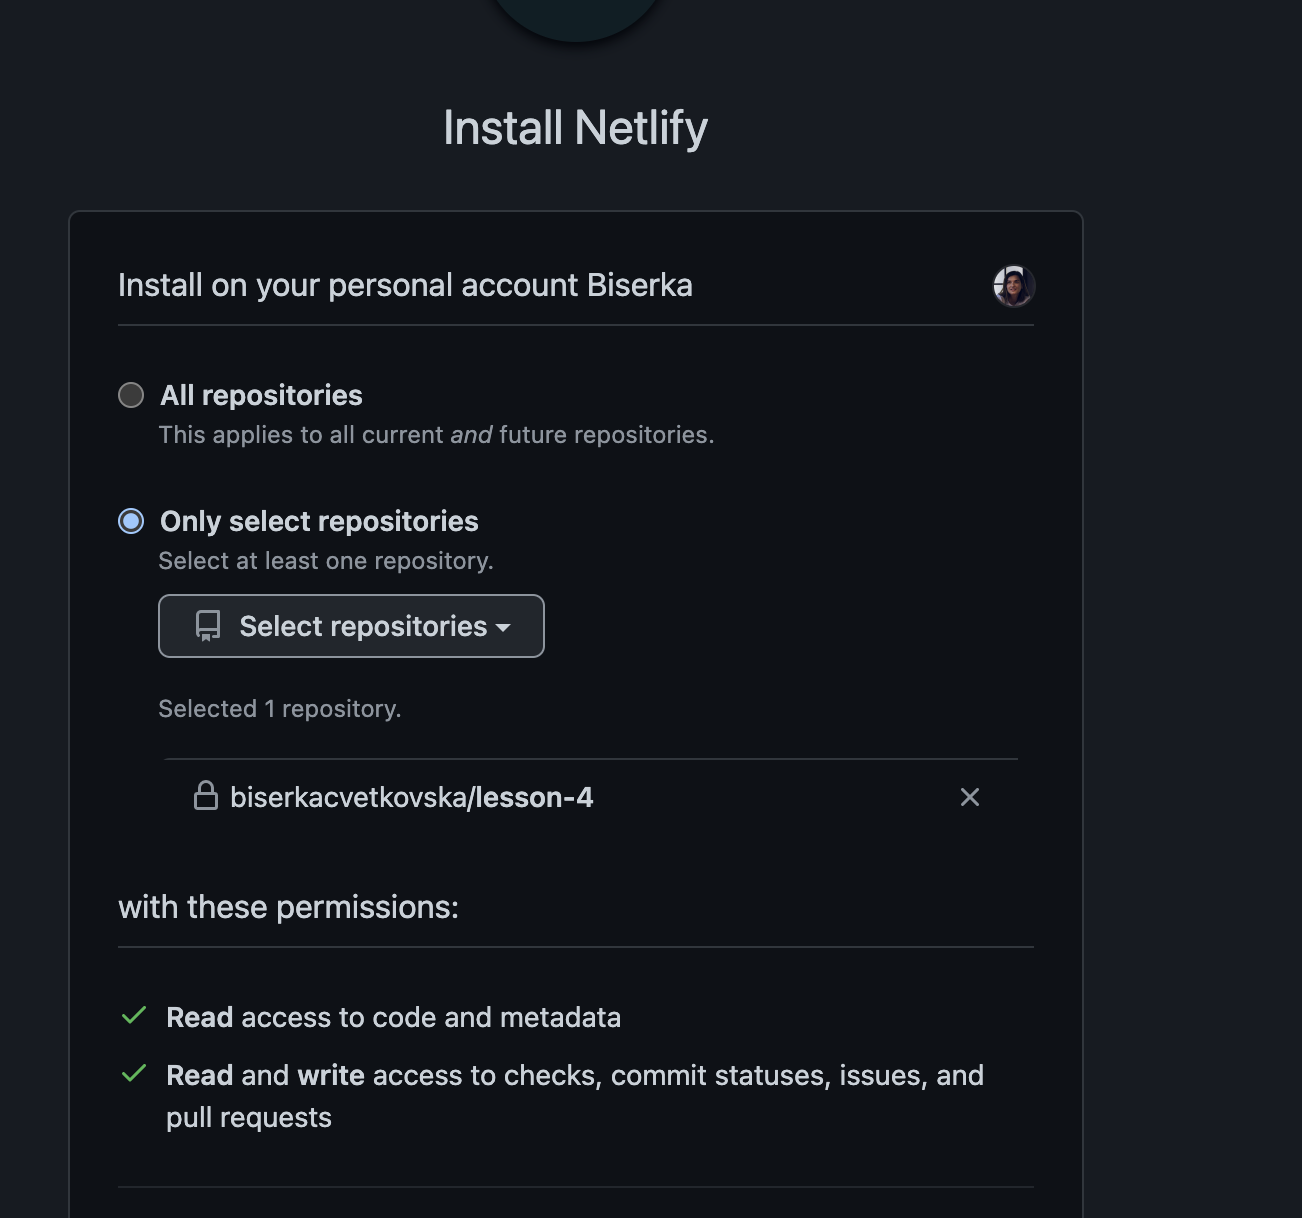 Install Netlify
Install on your personal account Biserka
All repositories
This applies to all current and future repositories.
Only select repositories
Select at least one repository.
Select repositories
Selected 1 repository.
biserkacvetkovska/lesson-4
with these permissions:
Read access to code and metadata
Read and write access to checks, commit statuses, issues, and
pull requests